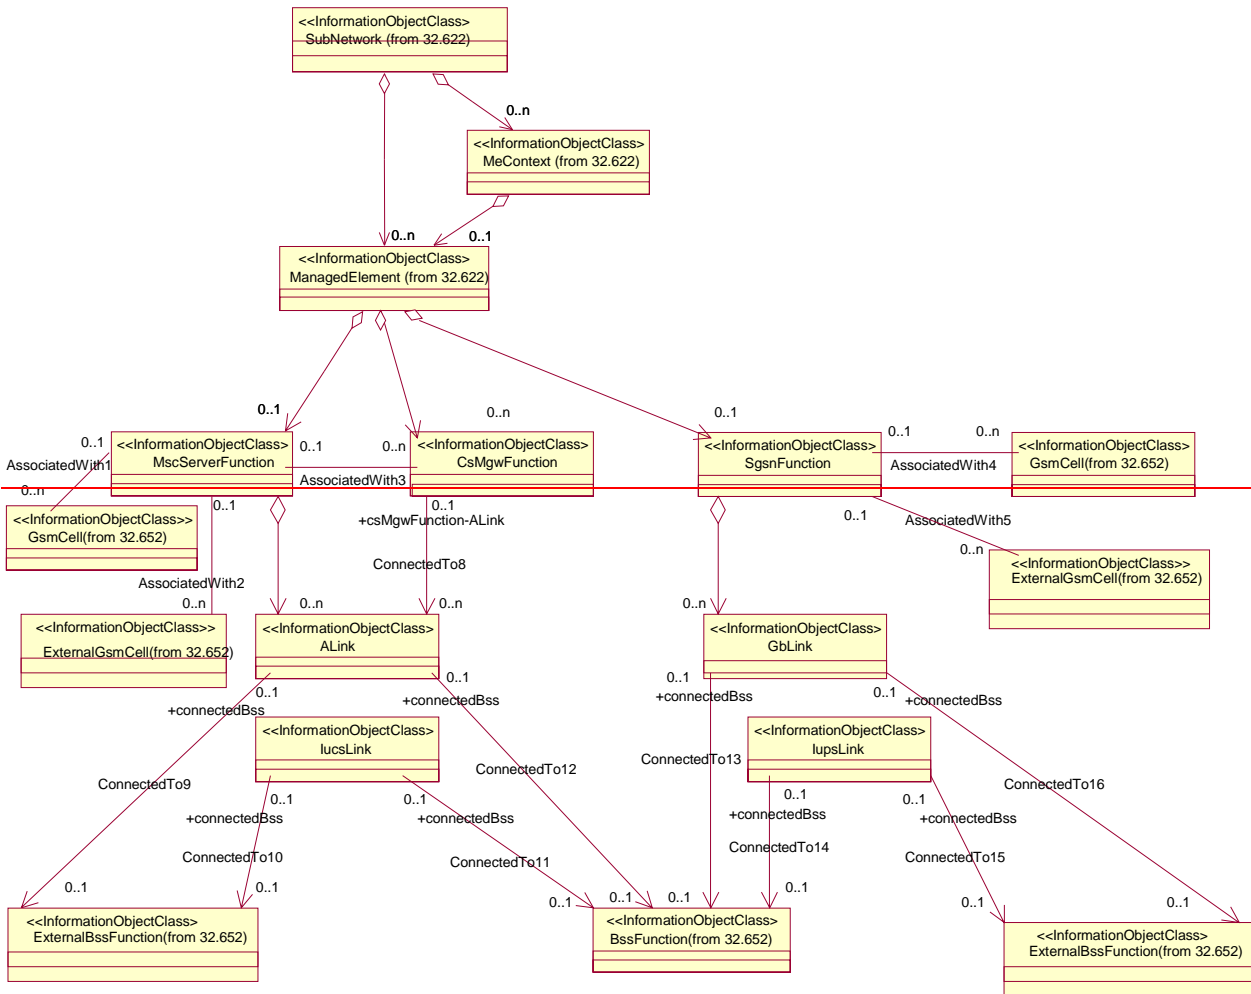 <<InformationObjectClass>
SubNetwork (from 32.622)
0..n
<<InformationObjectClass>
MeContext (from 32.622)
0..n
0..1
<<InformationObjectClass>
ManagedElement (from 32.622)
0..1
0..n
0..1
0..1
<<InformationObjectClass>
MscServerFunction
0..1
0..n
<<InformationObjectClass>
CsMgwFunction
<<InformationObjectClass>
SgsnFunction
0..1
0..n
<<InformationObjectClass>
GsmCell(from 32.652)
AssociatedWith1
AssociatedWith3
AssociatedWith4
0..n
0..1
0..1
0..1
<<InformationObjectClass>>
GsmCell(from 32.652)
+csMgwFunction-ALink
AssociatedWith5
0..n
<<InformationObjectClass>>
ExternalGsmCell(from 32.652)
ConnectedTo8
AssociatedWith2
0..n
0..n
0..n
0..n
<<InformationObjectClass>>
ExternalGsmCell(from 32.652)
<<InformationObjectClass>
ALink
<<InformationObjectClass>
GbLink
0..1
0..1
0..1
0..1
+connectedBss
+connectedBss
+connectedBss
+connectedBss
<<InformationObjectClass>
IucsLink
<<InformationObjectClass>
IupsLink
ConnectedTo9
ConnectedTo12
ConnectedTo13
ConnectedTo16
0..1
0..1
0..1
0..1
+connectedBss
+connectedBss
+connectedBss
+connectedBss
ConnectedTo10
ConnectedTo11
ConnectedTo14
ConnectedTo15
0..1
0..1
0..1
0..1
0..1
0..1
0..1
0..1
<<InformationObjectClass>
ExternalBssFunction(from 32.652)
<<InformationObjectClass>
BssFunction(from 32.652)
<<InformationObjectClass>
ExternalBssFunction(from 32.652)